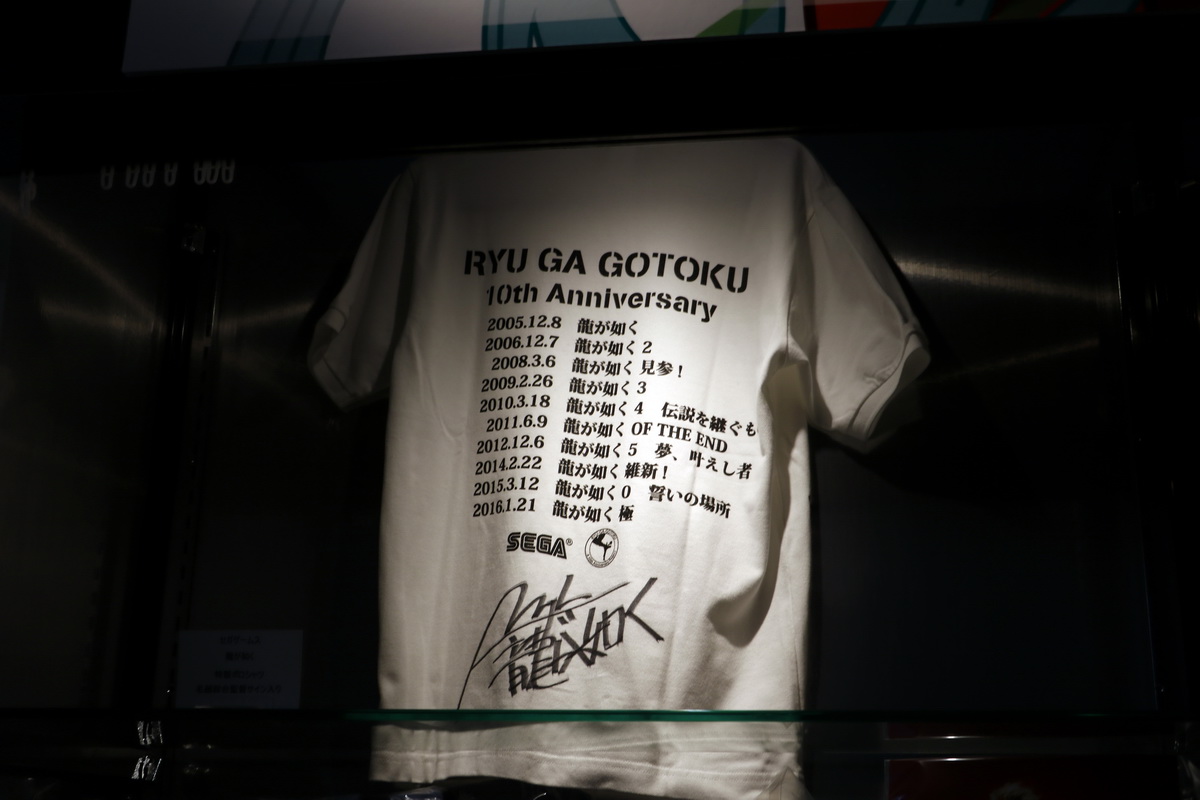 RYU GA GOTOKU
10th Anniversary
2005.12.8 龍が如く
2006.12.7 龍が如く2
2008.3.6 龍が如く見参!
2009.2.26 龍が如く3
2010.3.18 龍が如く4 伝説を継ぐも
2011.6.9 龍が如く OF THE END
2012.12.6 龍が如く5 夢、叶えし者
2014.2.22 龍が如く維新!
2015.3.12 龍が如く0 誓いの場所
2016.1.21 龍が如く極
SEGA®
龍が如く